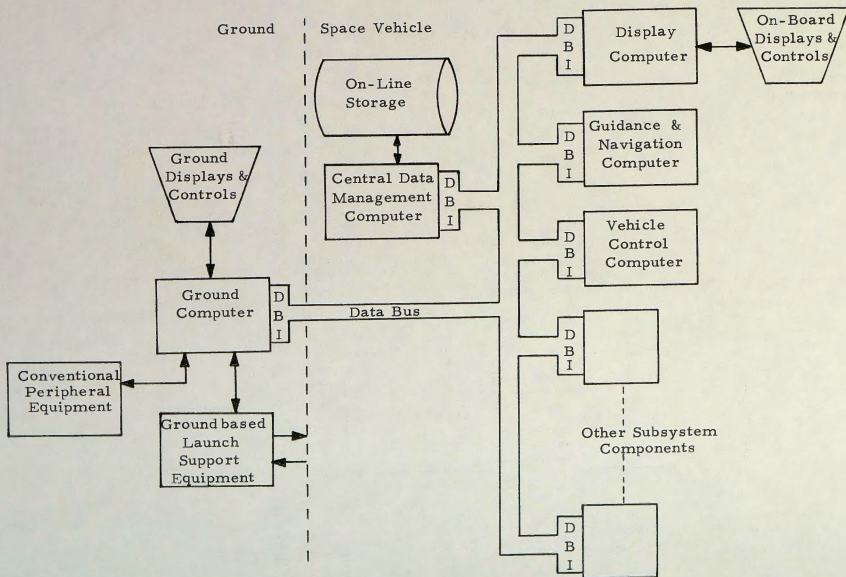 Ground
Space Vehicle
On-Line
Storage
Central Data
Management
Computer
D
B
I
Ground
Displays &
Controls
Ground
Computer
D
B
I
Data Bus
Conventional
Peripheral
Equipment
Ground based
Launch
Support
Equipment
D
B
I
Display
Computer
On-Board
Displays &
Controls
D
B
I
Guidance &
Navigation
Computer
D
B
I
Vehicle
Control
Computer
D
B
I
Other Subsystem
Components
D
B
I